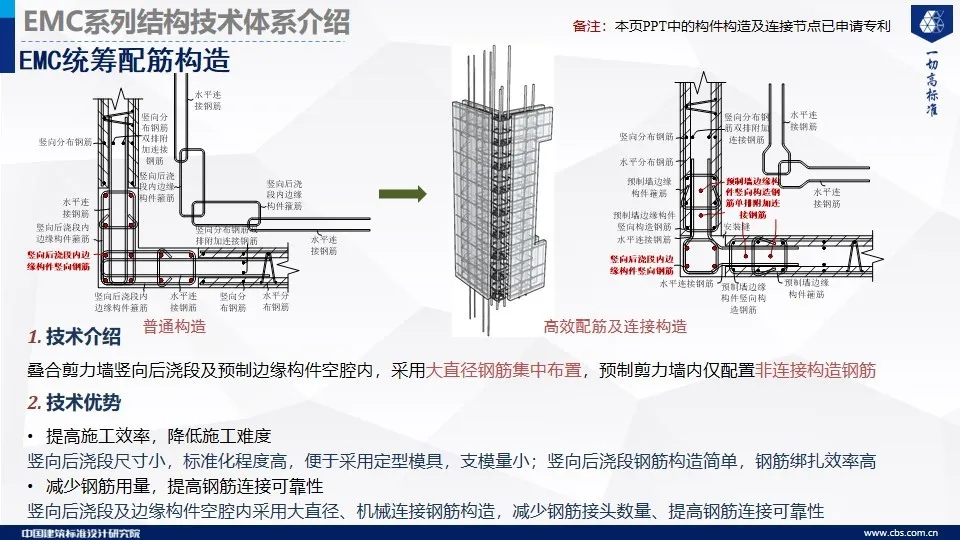 EMC系列结构技术体系介绍
备注：本页PPT中的构件构造及连接节点已申请专利
一切高标准
EMC统筹配筋构造
水平连
接钢筋
竖向分
布钢筋
双排附
加连接
钢筋
竖向分布钢筋
竖向后浇
段内边缘
构件箍筋
竖向后浇
段内边缘
构件箍筋
水平连
接钢筋
竖向后浇段内
边缘构件箍筋
竖向后浇段内边
缘构件竖向钢筋
竖向分布钢筋双
排附加连接钢筋
水平连
接钢筋
竖向后浇段内
边缘构件箍筋
水平连
接钢筋
竖向分
布钢筋
水平分
布钢筋
普通构造
竖向分布钢
筋双排附加
连接钢筋
水平连
接钢筋
竖向分布钢筋
水平分布钢筋
预制墙边缘
构件箍筋
预制墙边缘构
件竖向构造钢
筋单排附加连
接钢筋
水平连
接钢筋
预制墙边缘构件
竖向构造钢筋
水平连接钢筋
安装缝
竖向后浇段内边
缘构件竖向钢筋
水平连接钢筋
预制墙边缘
构件竖向构
造钢筋
预制墙边缘
构件箍筋
高效配筋及连接构造
1. 技术介绍
叠合剪力墙竖向后浇段及预制边缘构件空腔内，采用大直径钢筋集中布置，预制剪力墙内仅配置非连接构造钢筋
2. 技术优势
• 提高施工效率，降低施工难度
竖向后浇段尺寸小，标准化程度高，便于采用定型模具，支模量小；竖向后浇段钢筋构造简单，钢筋绑扎效率高
• 减少钢筋用量，提高钢筋连接可靠性
竖向后浇段及边缘构件空腔内采用大直径、机械连接钢筋构造，减少钢筋接头数量、提高钢筋连接可靠性
中国建筑标准设计研究院
www.cbs.com.cn